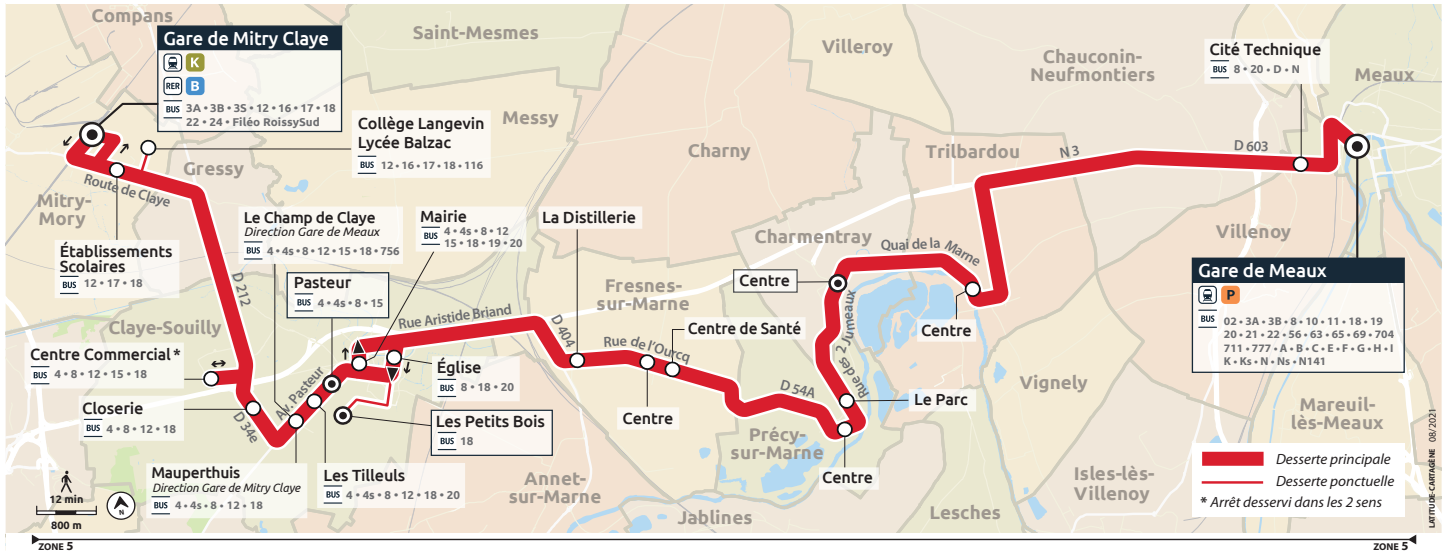 Compans
Gare de Mitry Claye
K
RER B
BUS 3A • 3B • 3S • 12 • 16 • 17 • 18
22 • 24 • Filéo RoissySud
Saint-Mesmes
Villeroy
Chauconin-
Neufmontiers
Cité Technique
BUS 8 • 20 • D • N
Meaux
Messy
Collège Langevin
Lycée Balzac
BUS 12 • 16 • 17 • 18 • 116
Charny
Trilbardou
N 3
D 603
Gressy
Route de Claye
Mitry-
Mory
Établissements
Scolaires
BUS 12 • 17 • 18
Le Champ de Claye
Direction Gare de Meaux
BUS 4 • 4s • 8 • 12 • 15 • 18 • 756
Mairie
BUS 4 • 4s • 8 • 12
15 • 18 • 19 • 20
La Distillerie
Charmentray
Quai de la Marne
Villenoy
D 212
Pasteur
BUS 4 • 4s • 8 • 15
Fresnes-
sur-Marne
Centre
Gare de Meaux
P
BUS 02 • 3A • 3B • 8 • 10 • 11 • 18 • 19
20 • 21 • 22 • 56 • 63 • 65 • 69 • 704
711 • 777 • A • B • C • E • F • G • H • I
K • Ks • N • Ns • N141
Claye-Souilly
Rue Aristide Briand
D 404
Rue de l'Ourcq
Centre de Santé
Rue des 2 Jumeaux
Centre
Centre Commercial *
BUS 4 • 8 • 12 • 15 • 18
Église
BUS 8 • 18 • 20
Closerie
BUS 4 • 8 • 12 • 18
D 34e
Av. Pasteur
Les Petits Bois
BUS 18
Centre
D 54A
Le Parc
Vignely
Mareuil-
lès-Meaux
Précy-
sur-Marne
Centre
Mauperthuis
Direction Gare de Mitry Claye
BUS 4 • 4s • 8 • 12 • 18
Les Tilleuls
BUS 4 • 4s • 8 • 12 • 18 • 20
Annet-
sur-Marne
Jablines
Lesches
Isles-lès-
Villenoy
Desserte principale
Desserte ponctuelle
* Arrêt desservi dans les 2 sens
LATITUDE-CARTAGÈNE 08/2021
12 min
800 m
N
ZONE 5
ZONE 5